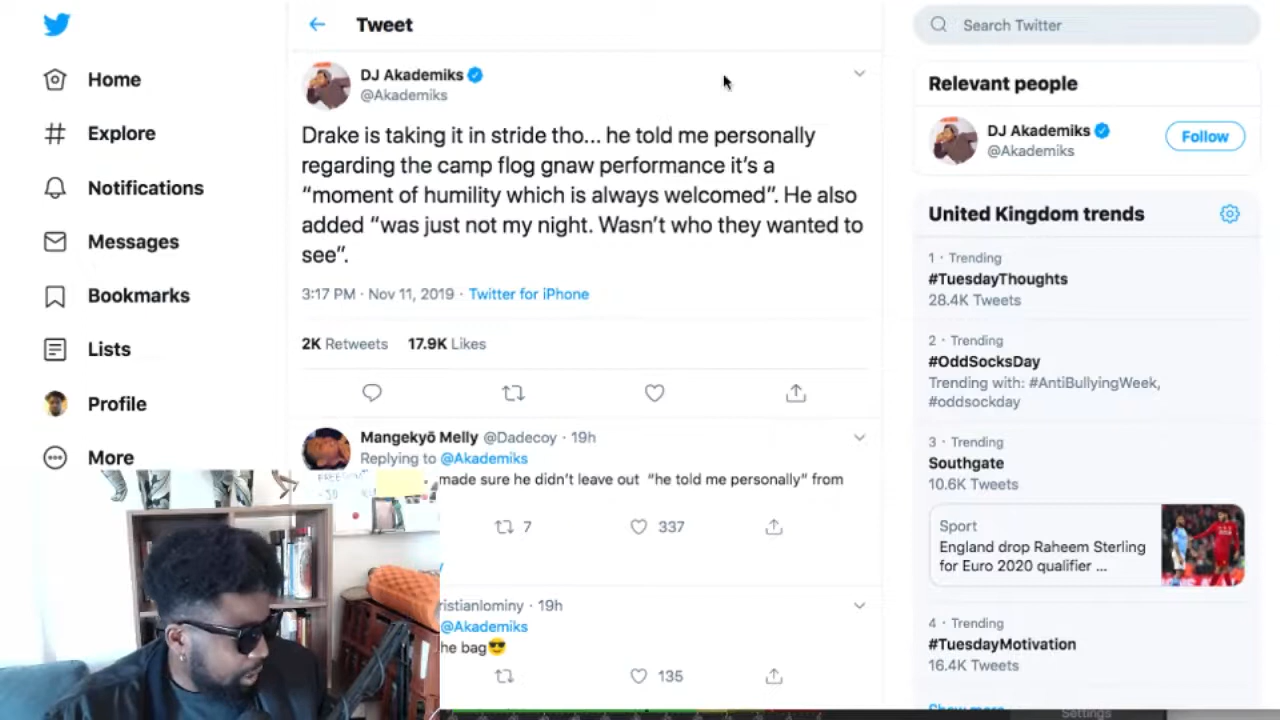 Home
Explore
Notifications
Messages
Bookmarks
Lists
Profile
More
Tweet
DJ Akademiks
@Akademiks
Drake is taking it in stride tho... he told me personally
regarding the camp flog gnaw performance it’s a
“moment of humility which is always welcomed”. He also
added “was just not my night. Wasn’t who they wanted to
see”.
3:17 PM · Nov 11, 2019 · Twitter for iPhone
2K Retweets 17.9K Likes
Mangekyō Melly @Dadecoy · 19h
Replying to @Akademiks
made sure he didn’t leave out “he told me personally” from
7 337
ristianlominy · 19h
@Akademiks
he bag😎
135
Search Twitter
Relevant people
DJ Akademiks
@Akademiks
Follow
United Kingdom trends
1 · Trending
#TuesdayThoughts
28.4K Tweets
2 · Trending
#OddSocksDay
Trending with: #AntiBullyingWeek,
#oddsockday
3 · Trending
Southgate
10.6K Tweets
Sport
England drop Raheem Sterling
for Euro 2020 qualifier ...
4 · Trending
#TuesdayMotivation
16.4K Tweets
Show more
Settings